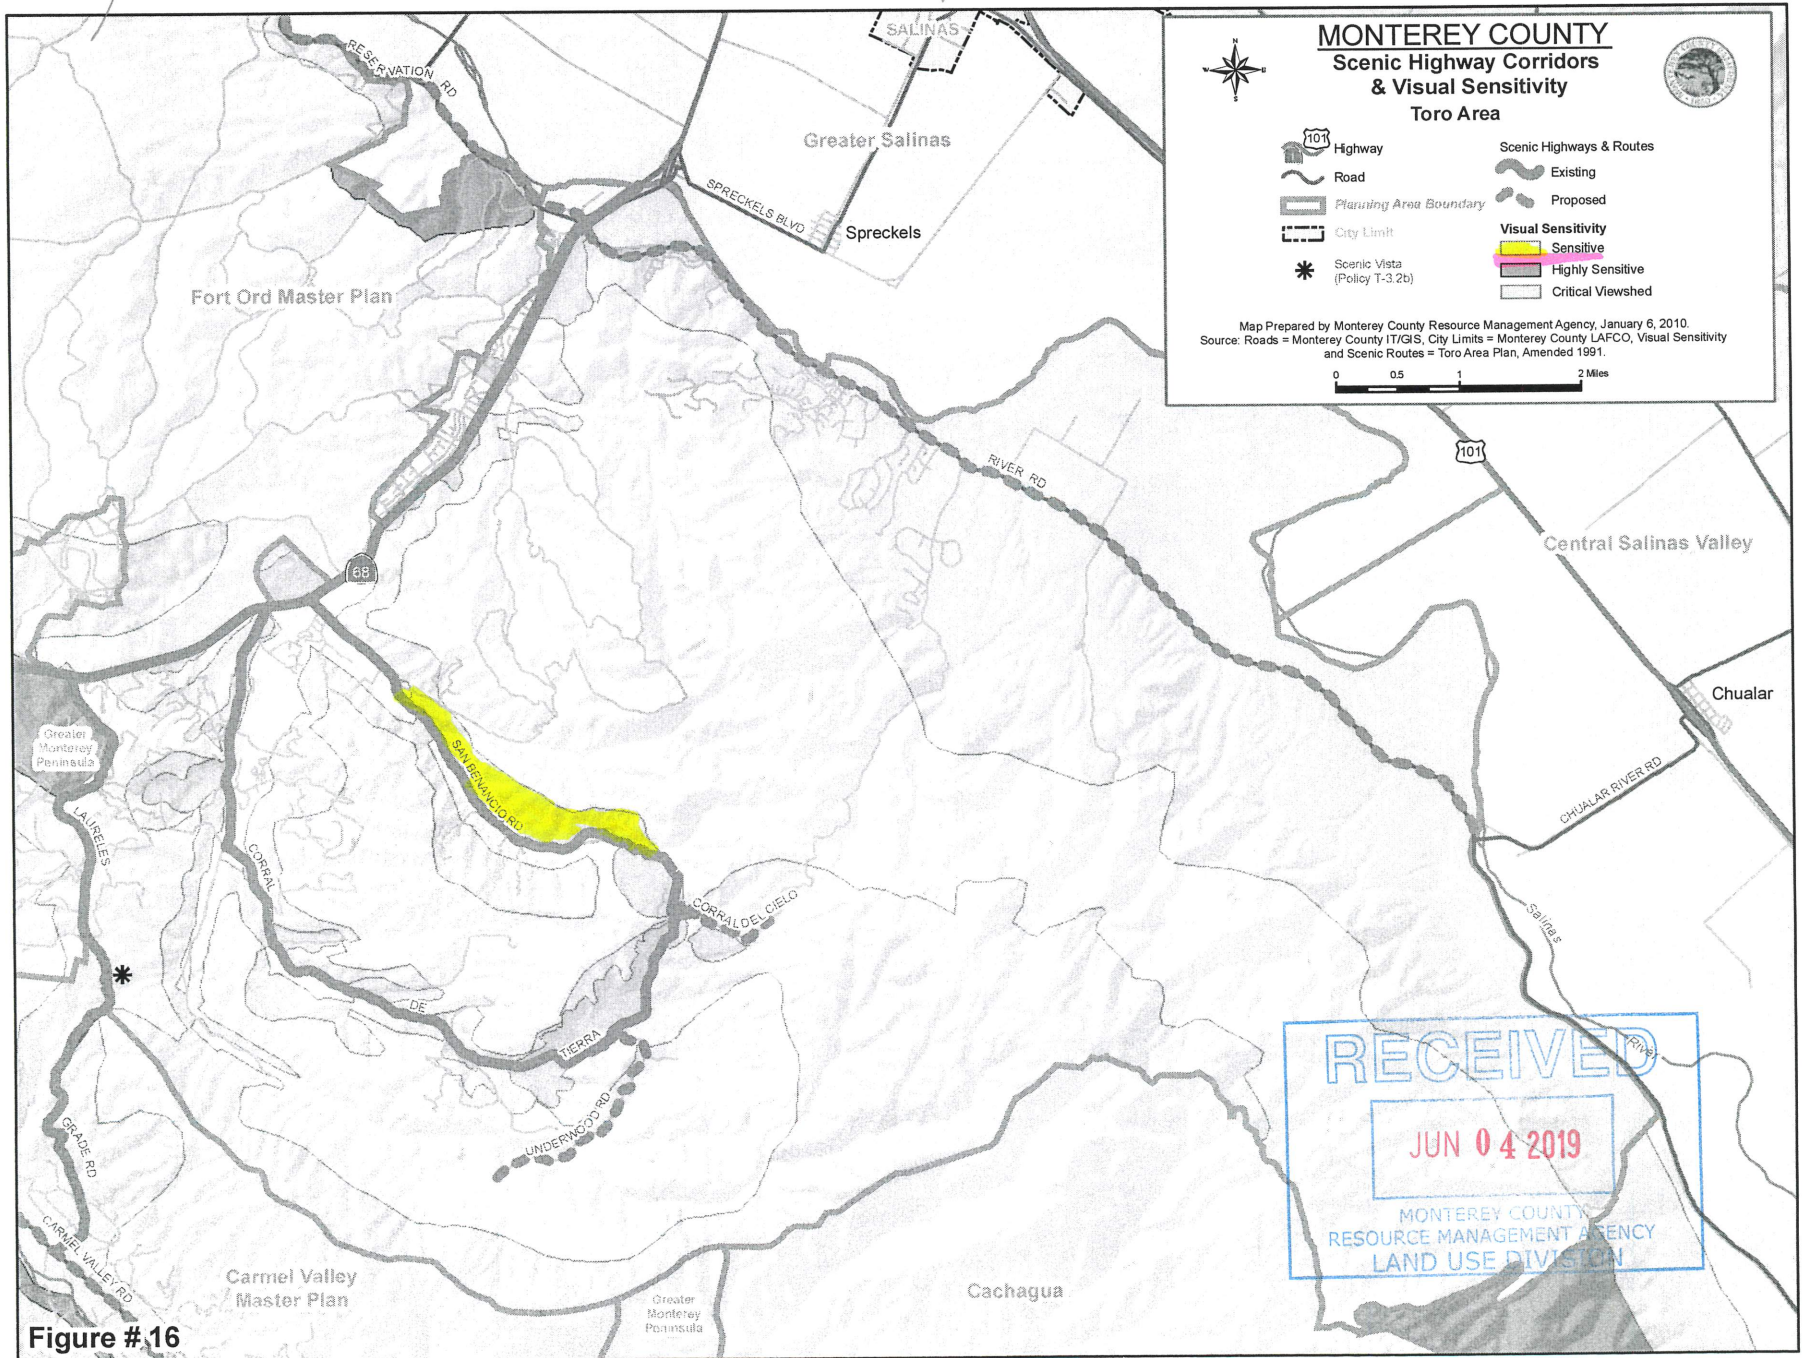 MONTEREY COUNTY
Scenic Highway Corridors
& Visual Sensitivity
Toro Area
N
W
E
S
101
Highway
Road
Planning Area Boundary
City Limit
Scenic Vista
(Policy T-3.2b)
Scenic Highways & Routes
Existing
Proposed
Visual Sensitivity
Sensitive
Highly Sensitive
Critical Viewshed
Map Prepared by Monterey County Resource Management Agency, January 6, 2010.
Source: Roads = Monterey County IT/GIS, City Limits = Monterey County LAFCO, Visual Sensitivity
and Scenic Routes = Toro Area Plan, Amended 1991.
0 0.5 1 2 Miles
SALINAS
RESERVATION RD
Greater Salinas
SPRECKELS BLVD
Spreckels
Fort Ord Master Plan
RIVER RD
101
Central Salinas Valley
68
Chualar
Greater
Monterey
Peninsula
SAN BENANCIO RD
CHUALAR RIVER RD
LAURELES
CORRAL
CORRAL DEL CIELO
Salinas
DE
TIERRA
River
UNDERWOOD RD
GRADE RD
CARMEL VALLEY RD
Carmel Valley
Master Plan
Greater
Monterey
Peninsula
Cachagua
RECEIVED
JUN 04 2019
MONTEREY COUNTY
RESOURCE MANAGEMENT AGENCY
LAND USE DIVISION
Figure #.16